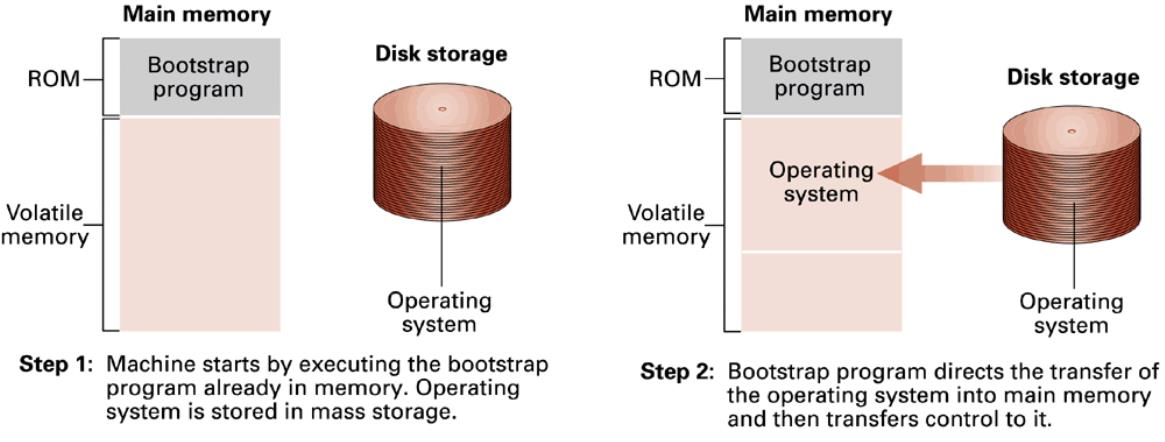 Main memory
ROM
Bootstrap
program
Volatile
memory
Disk storage
Operating
system
Step 1: Machine starts by executing the bootstrap
program already in memory. Operating
system is stored in mass storage.
Main memory
ROM
Bootstrap
program
Operating
system
Volatile
memory
Disk storage
Operating
system
Step 2: Bootstrap program directs the transfer of
the operating system into main memory
and then transfers control to it.